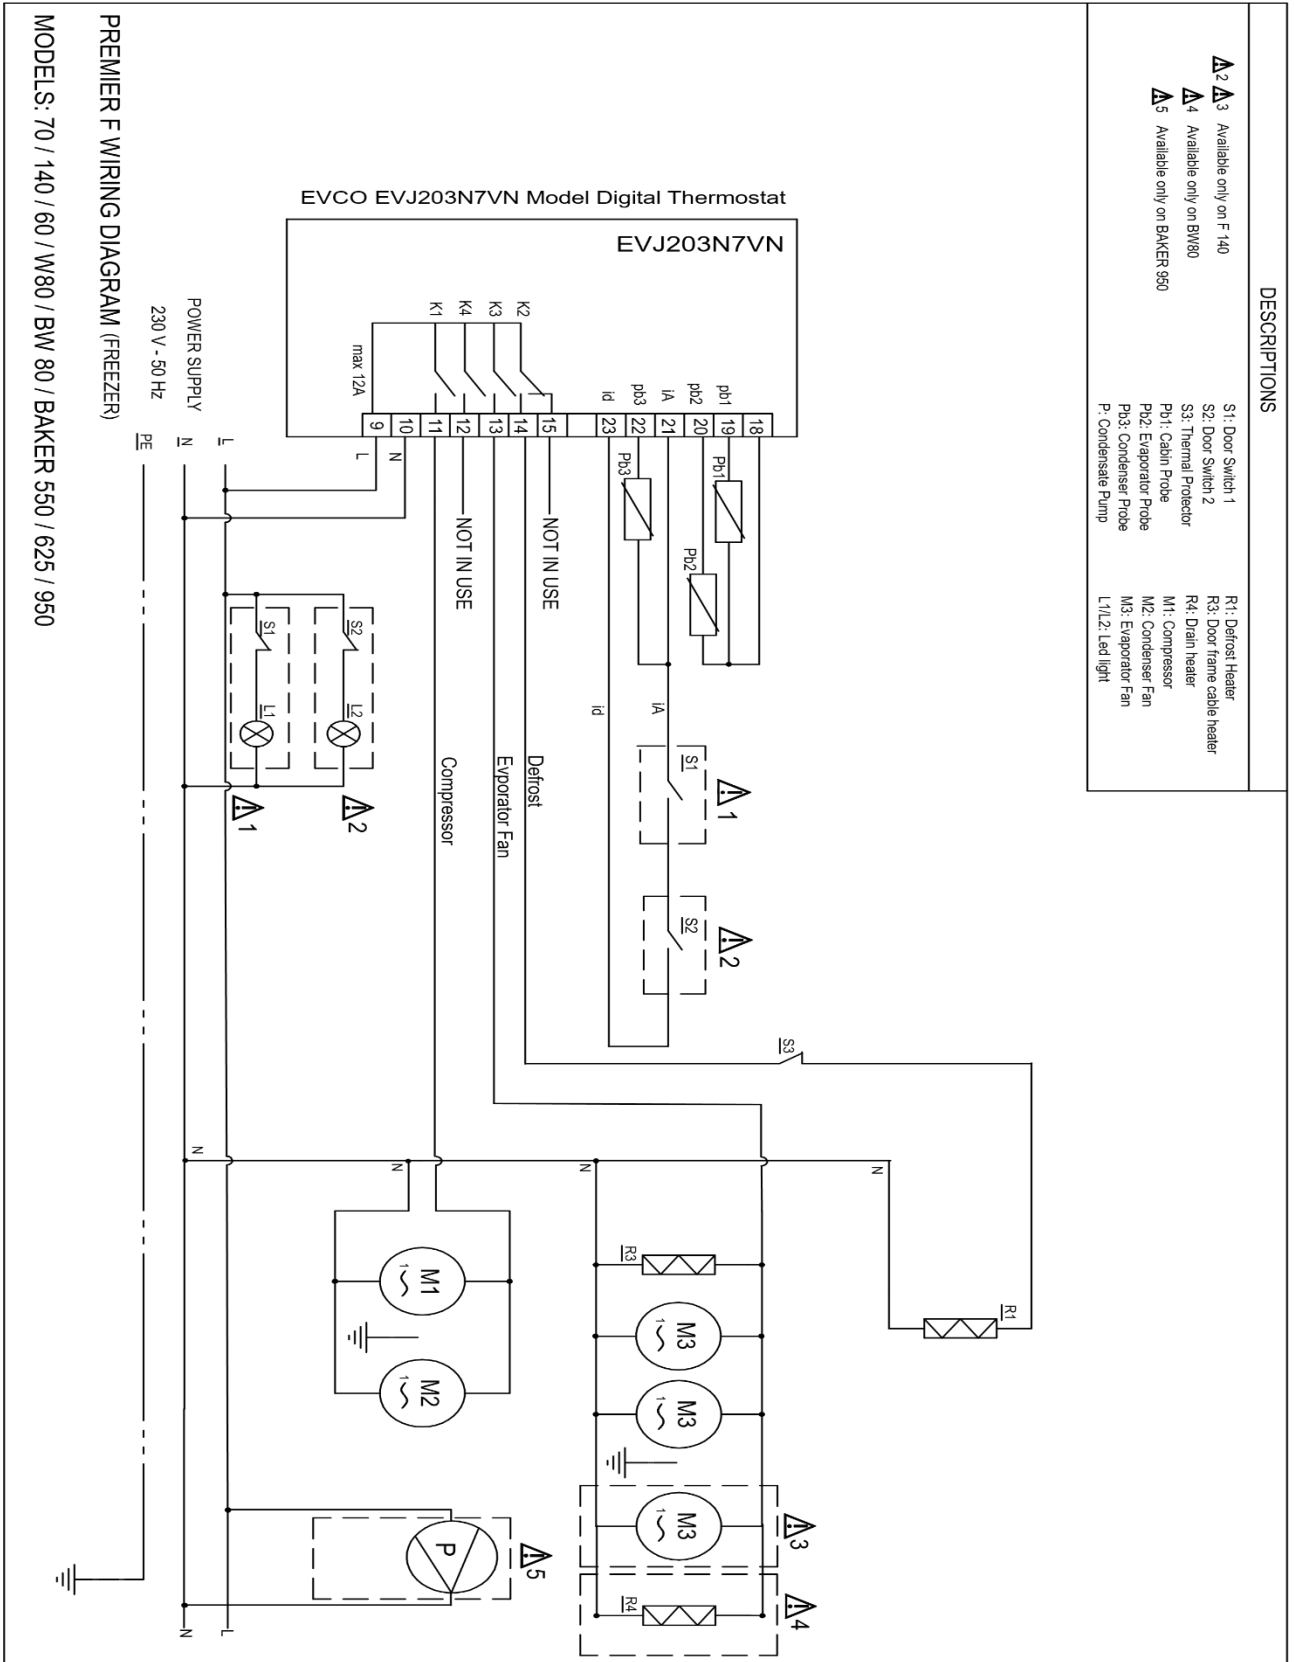 DESCRIPTIONS
S1: Door Switch 1
S2: Door Switch 2
S3: Thermal Protector
Pb1: Cabin Probe
Pb2: Evaporator Probe
Pb3: Condenser Probe
P: Condensate Pump
R1: Defrost Heater
R3: Door frame cable heater
R4: Drain heater
M1: Compressor
M2: Condenser Fan
M3: Evaporator Fan
L1/L2: Led light
2 3 Available only on F 140
4 Available only on BW80
5 Available only on BAKER 950
EVCO EVJ203N7VN Model Digital Thermostat
EVJ203N7VN
K1
K4
K3
K2
max 12A
id
pb3
iA
pb2
pb1
9
10
11
12
13
14
15
23
22
21
20
19
18
L
N
NOT IN USE
NOT IN USE
Pb3
Pb1
Pb2
id
iA
S1
1
S2
2
S3
Defrost
Evporator Fan
Compressor
S1
L1
1
S2
L2
2
N
N
N
N
R1
R3
M1
1
M2
1
M3
1
M3
1
M3
1
3
R4
4
P
5
L
N
POWER SUPPLY
230 V - 50 Hz
L
N
PE
PREMIER F WIRING DIAGRAM (FREEZER)
MODELS: 70 / 140 / 60 / W80 / BW 80 / BAKER 550 / 625 / 950